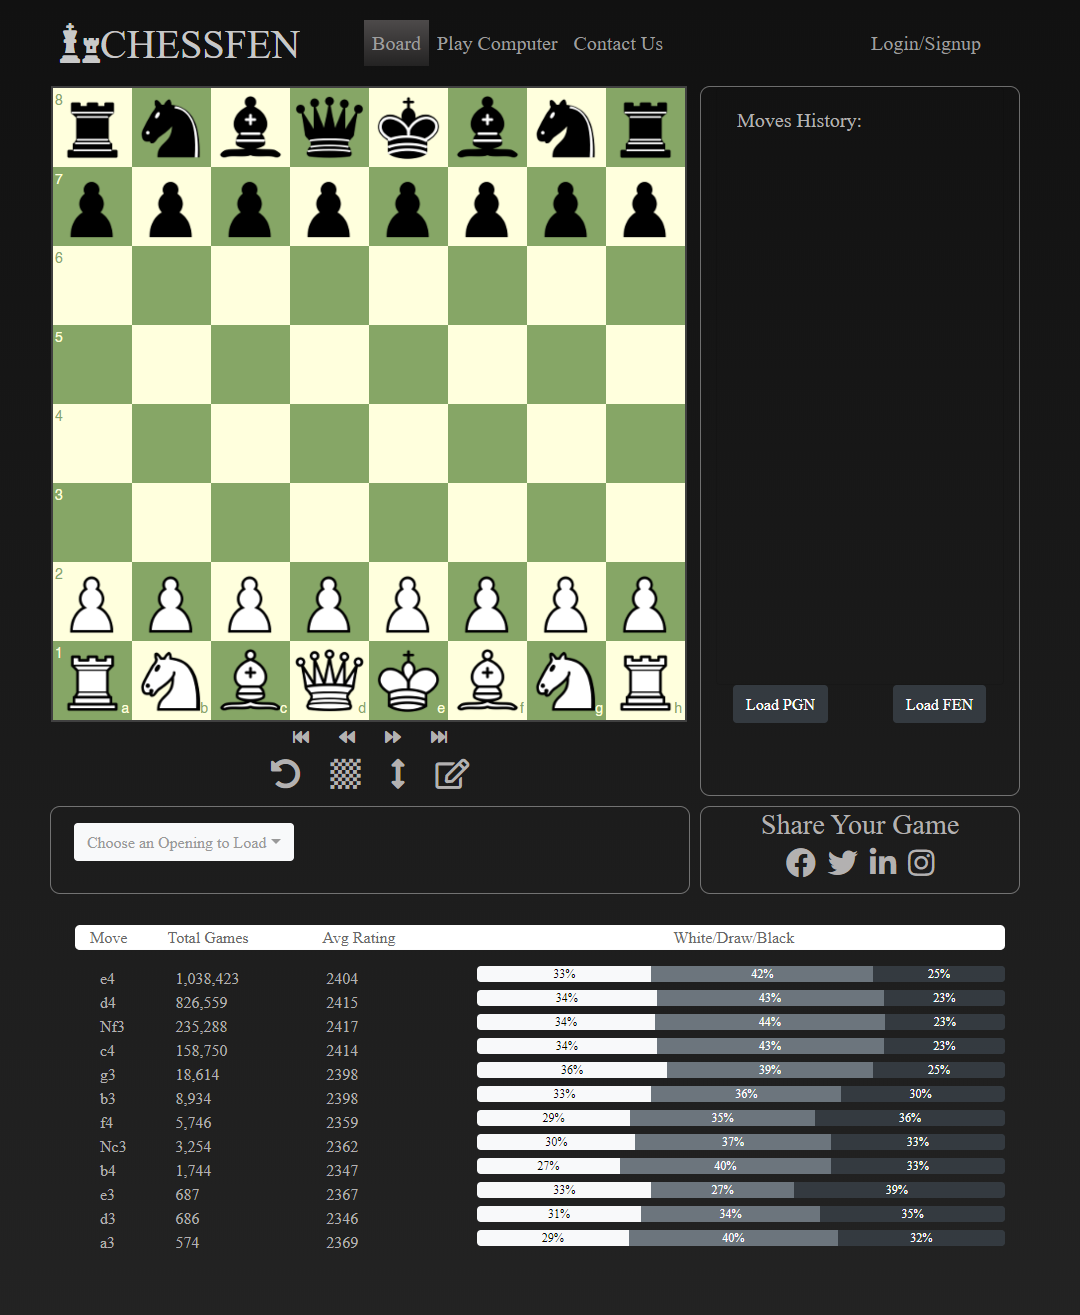 CHESSFEN Board Play Computer Contact Us Login/Signup
8
Moves History:
7
6
5
4
3
2
1
a b c d e f g h
Load PGN Load FEN
Choose an Opening to Load
Share Your Game
Move Total Games Avg Rating White/Draw/Black
e4 1,038,423 2404 33% 42% 25%
d4 826,559 2415 34% 43% 23%
Nf3 235,288 2417 34% 44% 23%
c4 158,750 2414 34% 43% 23%
g3 18,614 2398 36% 39% 25%
b3 8,934 2398 33% 36% 30%
f4 5,746 2359 29% 35% 36%
Nc3 3,254 2362 30% 37% 33%
b4 1,744 2347 27% 40% 33%
e3 687 2367 33% 27% 39%
d3 686 2346 31% 34% 35%
a3 574 2369 29% 40% 32%